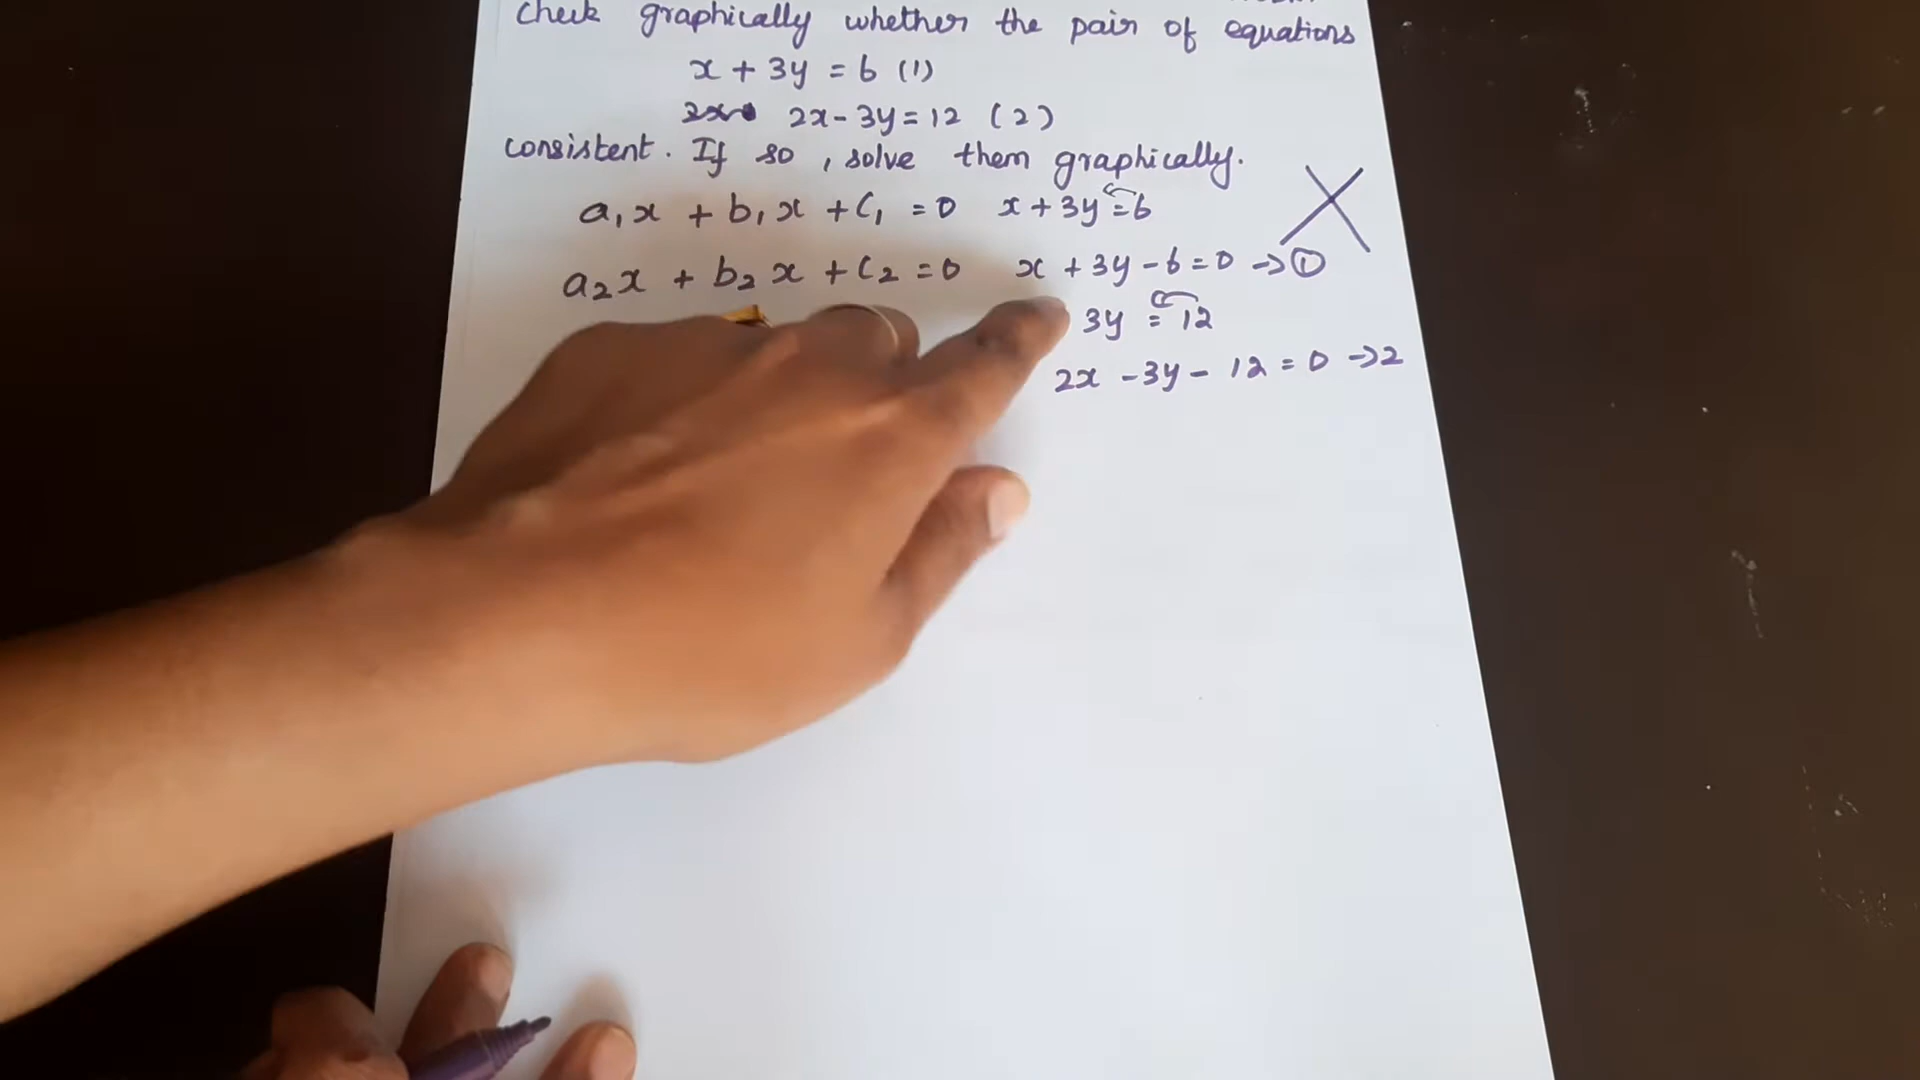 Check graphically whether the pair of equations
x + 3y = 6 (1)
2x - 3y = 12 (2)
consistent. If so, solve them graphically.
a₁x + b₁x + C₁ = 0 x + 3y = 6
a₂x + b₂x + C₂ = 0 x + 3y - 6 = 0 → ①
3y = 12
2x - 3y - 12 = 0 → 2